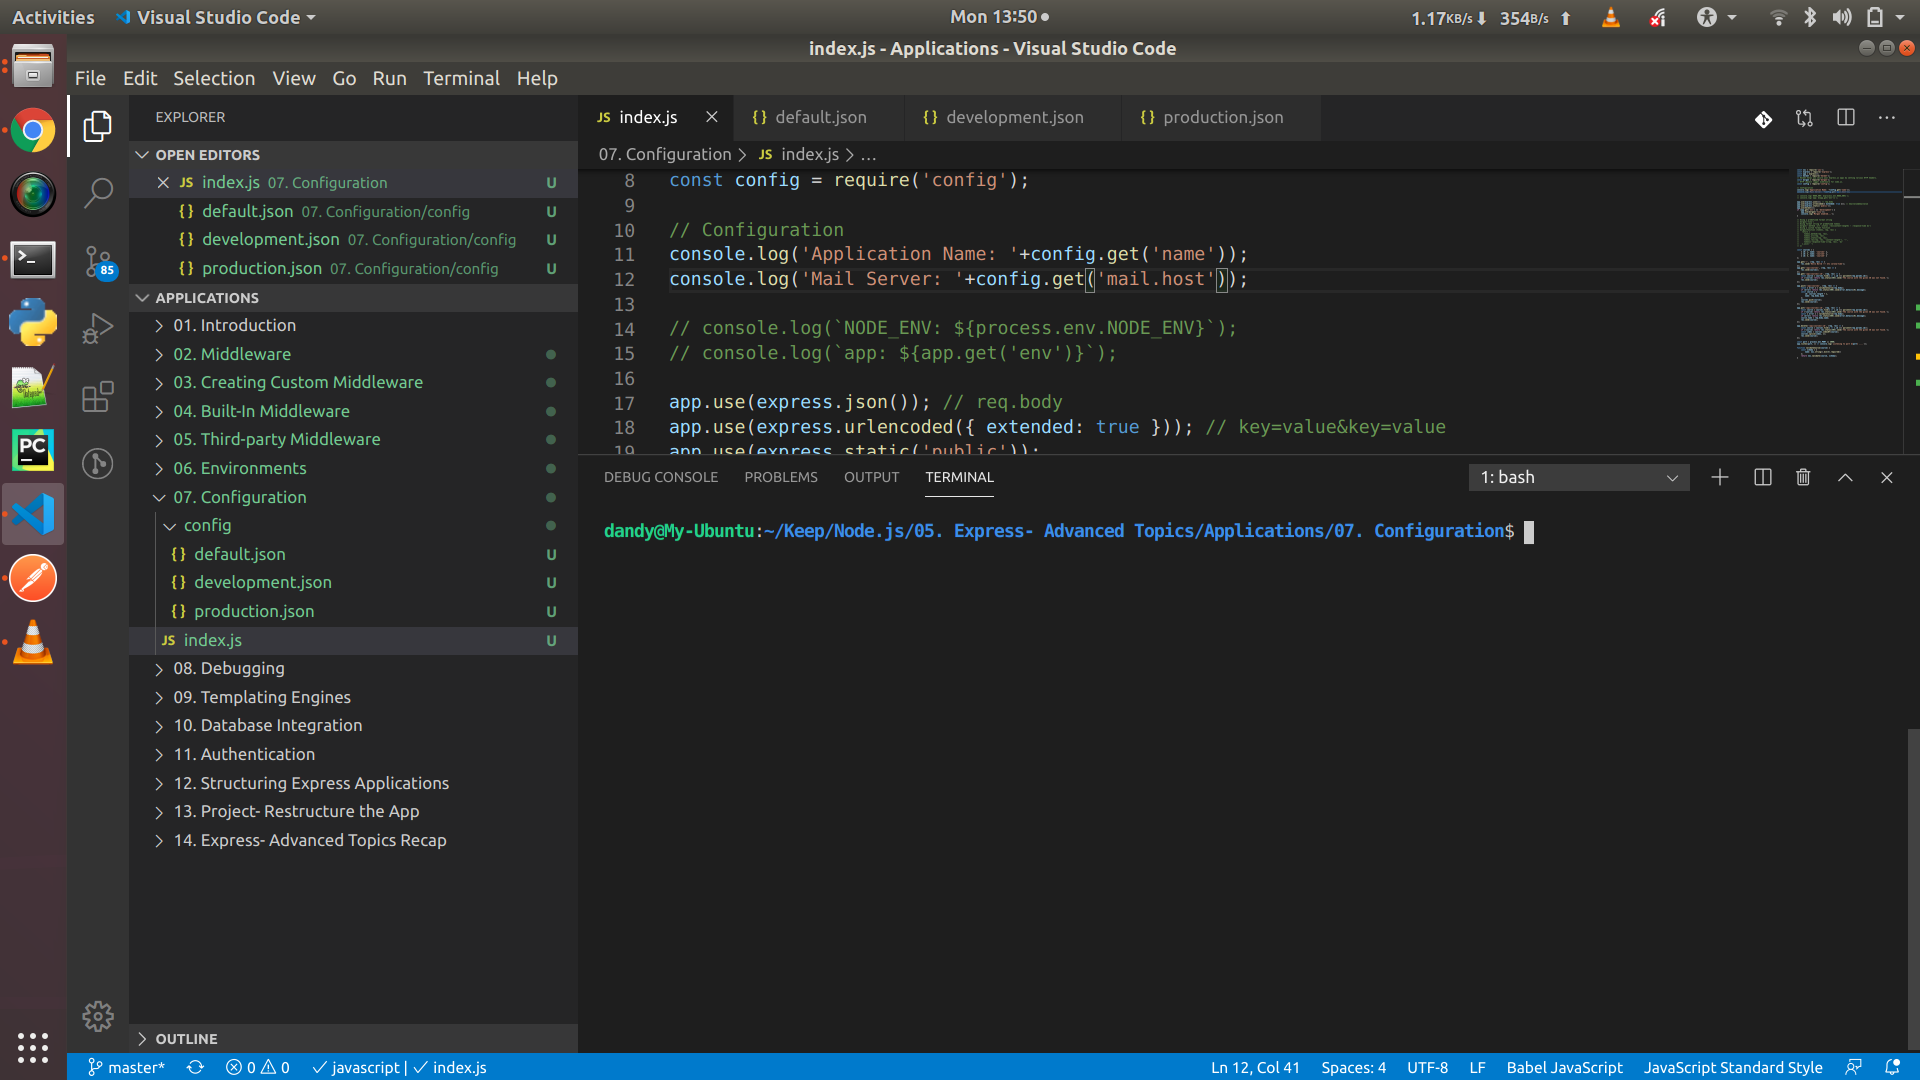 Activities
Visual Studio Code
Mon 13:50
1.17KB/s 354B/s
index.js - Applications - Visual Studio Code
File Edit Selection View Go Run Terminal Help
EXPLORER
OPEN EDITORS
JS index.js 07. Configuration U
{} default.json 07. Configuration/config U
{} development.json 07. Configuration/config U
{} production.json 07. Configuration/config U
85
APPLICATIONS
01. Introduction
02. Middleware
03. Creating Custom Middleware
04. Built-In Middleware
05. Third-party Middleware
06. Environments
07. Configuration
config
{} default.json U
{} development.json U
{} production.json U
JS index.js U
08. Debugging
09. Templating Engines
10. Database Integration
11. Authentication
12. Structuring Express Applications
13. Project- Restructure the App
14. Express- Advanced Topics Recap
OUTLINE
PC
JS index.js
{} default.json
{} development.json
{} production.json
07. Configuration > JS index.js > ...
8 const config = require('config');
9
10 // Configuration
11 console.log('Application Name: '+config.get('name'));
12 console.log('Mail Server: '+config.get('mail.host'));
13
14 // console.log(`NODE_ENV: ${process.env.NODE_ENV}`);
15 // console.log(`app: ${app.get('env')}`);
16
17 app.use(express.json()); // req.body
18 app.use(express.urlencoded({ extended: true })); // key=value&key=value
19 app.use(express.static('public'));
DEBUG CONSOLE PROBLEMS OUTPUT TERMINAL
1: bash
dandy@My-Ubuntu:~/Keep/Node.js/05. Express- Advanced Topics/Applications/07. Configuration$
master* 0 0 javascript | index.js
Ln 12, Col 41 Spaces: 4 UTF-8 LF Babel JavaScript JavaScript Standard Style